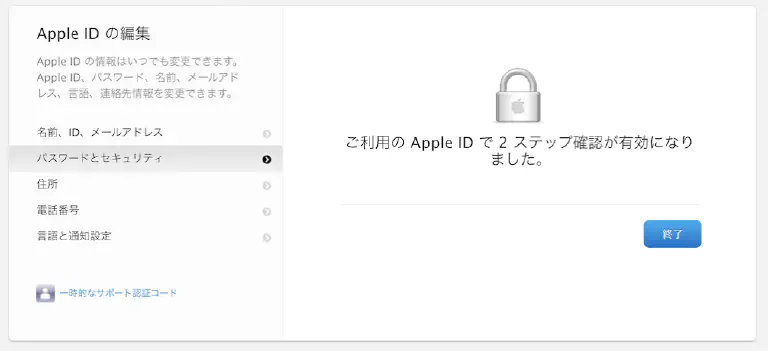 Apple ID の編集
Apple ID の情報はいつでも変更できます。
Apple ID、パスワード、名前、メールアド
レス、言語、連絡先情報を変更できます。
名前、ID、メールアドレス
パスワードとセキュリティ
住所
電話番号
言語と通知設定
一時的なサポート認証コード
ご利用の Apple ID で 2 ステップ確認が有効になり
ました。
終了